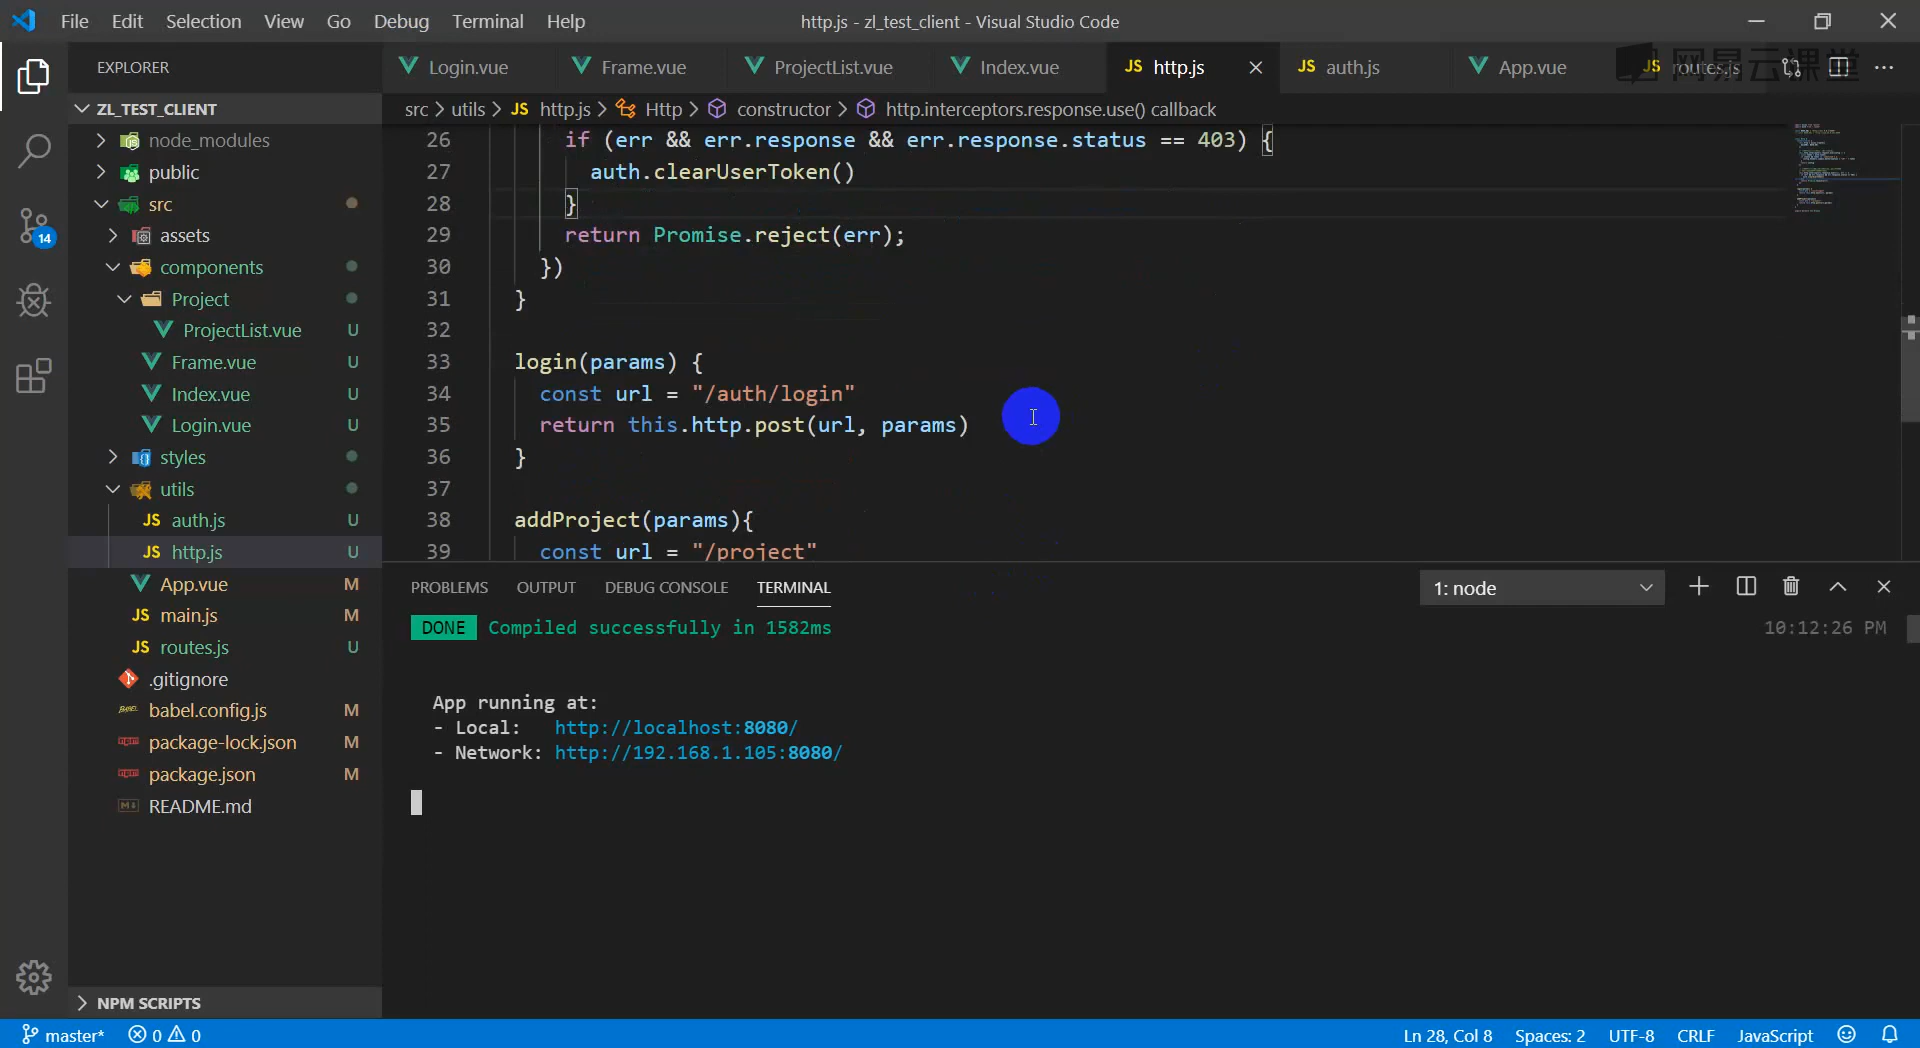 File Edit Selection View Go Debug Terminal Help
http.js - zl_test_client - Visual Studio Code
EXPLORER
Login.vue
Frame.vue
ProjectList.vue
Index.vue
JS http.js
JS auth.js
App.vue
JS routes.js
网易云课堂
ZL_TEST_CLIENT
src > utils > JS http.js > Http > constructor > http.interceptors.response.use() callback
node_modules
public
src
assets
components
Project
ProjectList.vue U
Frame.vue U
Index.vue U
Login.vue U
styles
utils
JS auth.js U
JS http.js U
App.vue M
JS main.js M
JS routes.js U
.gitignore
babel.config.js M
package-lock.json M
package.json M
README.md
NPM SCRIPTS
14
26 if (err && err.response && err.response.status == 403) {
27 auth.clearUserToken()
28 }
29 return Promise.reject(err);
30 })
31 }
32
33 login(params) {
34 const url = "/auth/login"
35 return this.http.post(url, params)
36 }
37
38 addProject(params){
39 const url = "/project"
PROBLEMS OUTPUT DEBUG CONSOLE TERMINAL
1: node
DONE Compiled successfully in 1582ms
10:12:26 PM
App running at:
- Local: http://localhost:8080/
- Network: http://192.168.1.105:8080/
master* 0 0
Ln 28, Col 8 Spaces: 2 UTF-8 CRLF JavaScript